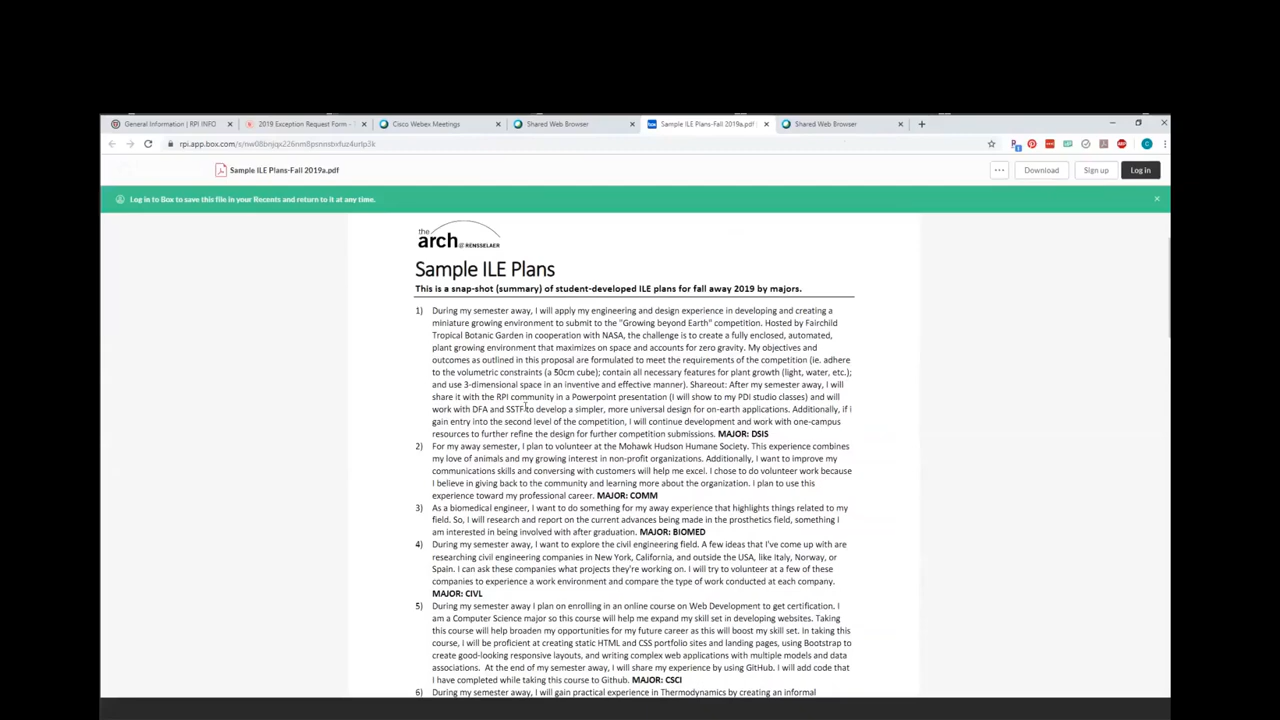 General Information | RPI INFO
2019 Exception Request Form -
Cisco Webex Meetings
Shared Web Browser
Sample ILE Plans-Fall 2019a.pdf
Shared Web Browser
Sample ILE Plans-Fall 2019a.pdf
Download
Sign up
Log in
Log in to Box to save this file in your Recents and return to it at any time.
the
arch @ RENSSELAER
Sample ILE Plans
This is a snap-shot (summary) of student-developed ILE plans for fall away 2019 by majors.
1) During my semester away, I will apply my engineering and design experience in developing and creating a
miniature growing environment to submit to the "Growing beyond Earth" competition. Hosted by Fairchild
Tropical Botanic Garden in cooperation with NASA, the challenge is to create a fully enclosed, automated,
plant growing environment that maximizes on space and accounts for zero gravity. My objectives and
outcomes as outlined in this proposal are formulated to meet the requirements of the competition (ie. adhere
to the volumetric constraints (a 50cm cube); contain all necessary features for plant growth (light, water, etc.);
and use 3-dimensional space in an inventive and effective manner). Shareout: After my semester away, I will
share it with the RPI community in a Powerpoint presentation (I will show to my PDI studio classes) and will
work with DFA and SSTF to develop a simpler, more universal design for on-earth applications. Additionally, if i
gain entry into the second level of the competition, I will continue development and work with one-campus
resources to further refine the design for further competition submissions. MAJOR: DSIS
2) For my away semester, I plan to volunteer at the Mohawk Hudson Humane Society. This experience combines
my love of animals and my growing interest in non-profit organizations. Additionally, I want to improve my
communications skills and conversing with customers will help me excel. I chose to do volunteer work because
I believe in giving back to the community and learning more about the organization. I plan to use this
experience toward my professional career. MAJOR: COMM
3) As a biomedical engineer, I want to do something for my away experience that highlights things related to my
field. So, I will research and report on the current advances being made in the prosthetics field, something I
am interested in being involved with after graduation. MAJOR: BIOMED
4) During my semester away, I want to explore the civil engineering field. A few ideas that I've come up with are
researching civil engineering companies in New York, California, and outside the USA, like Italy, Norway, or
Spain. I can ask these companies what projects they're working on. I will try to volunteer at a few of these
companies to experience a work environment and compare the type of work conducted at each company.
MAJOR: CIVL
5) During my semester away I plan on enrolling in an online course on Web Development to get certification. I
am a Computer Science major so this course will help me expand my skill set in developing websites. Taking
this course will help broaden my opportunities for my future career as this will boost my skill set. In taking this
course, I will be proficient at creating static HTML and CSS portfolio sites and landing pages, using Bootstrap to
create good-looking responsive layouts, and writing complex web applications with multiple models and data
associations. At the end of my semester away, I will share my experience by using GitHub. I will add code that
I have completed while taking this course to Github. MAJOR: CSCI
6) During my semester away, I will gain practical experience in Thermodynamics by creating an informal